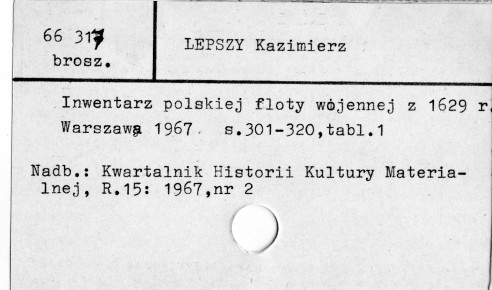 66 317
brosz.
LEPSZY Kazimierz
Inwentarz polskiej floty wojennej z 1629 r.
Warszawa 1967. s.301-320,tabl.1
Nadb.: Kwartalnik Historii Kultury Materia-
lnej, R.15: 1967,nr 2